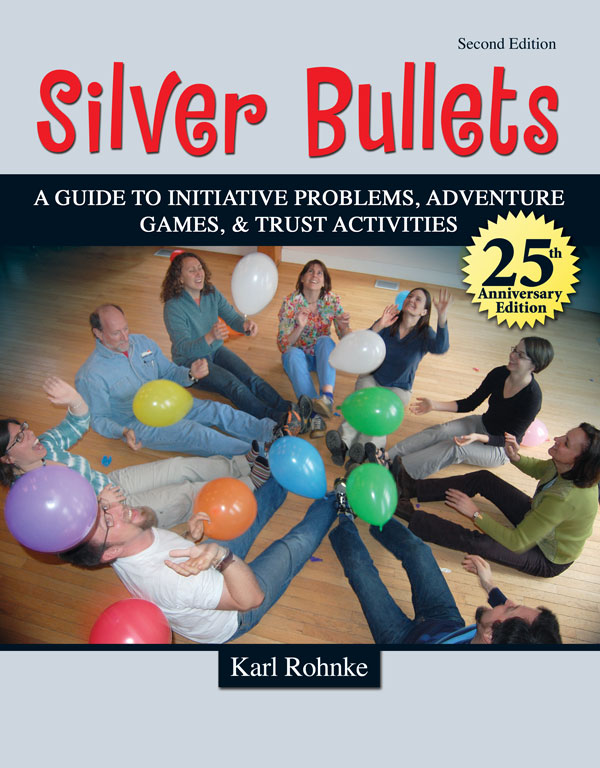 Second Edition
Silver Bullets
A GUIDE TO INITIATIVE PROBLEMS, ADVENTURE
GAMES, & TRUST ACTIVITIES
25th
Anniversary
Edition
Karl Rohnke